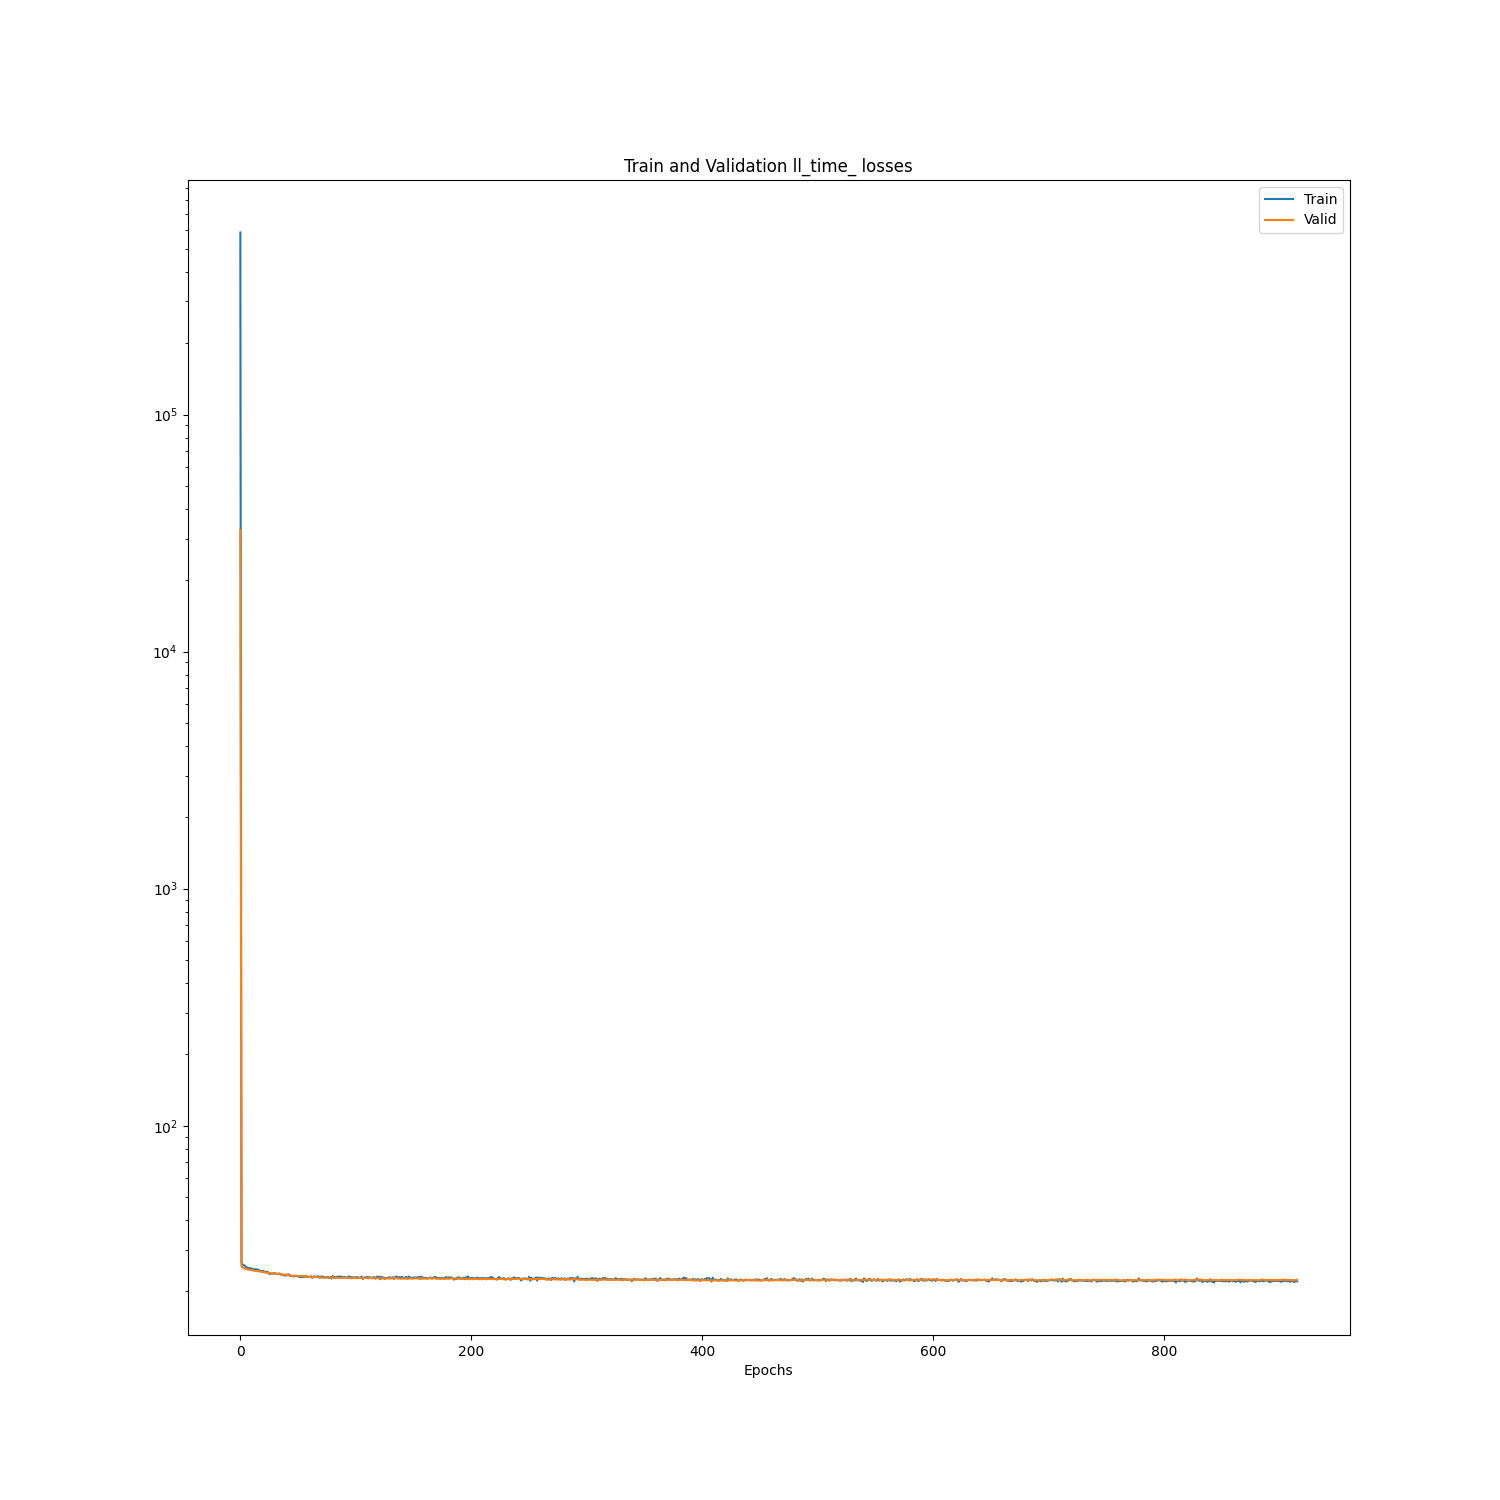 Train and Validation ll_time_ losses
Train
Valid
10^5
10^4
10^3
10^2
0 200 400 600 800
Epochs